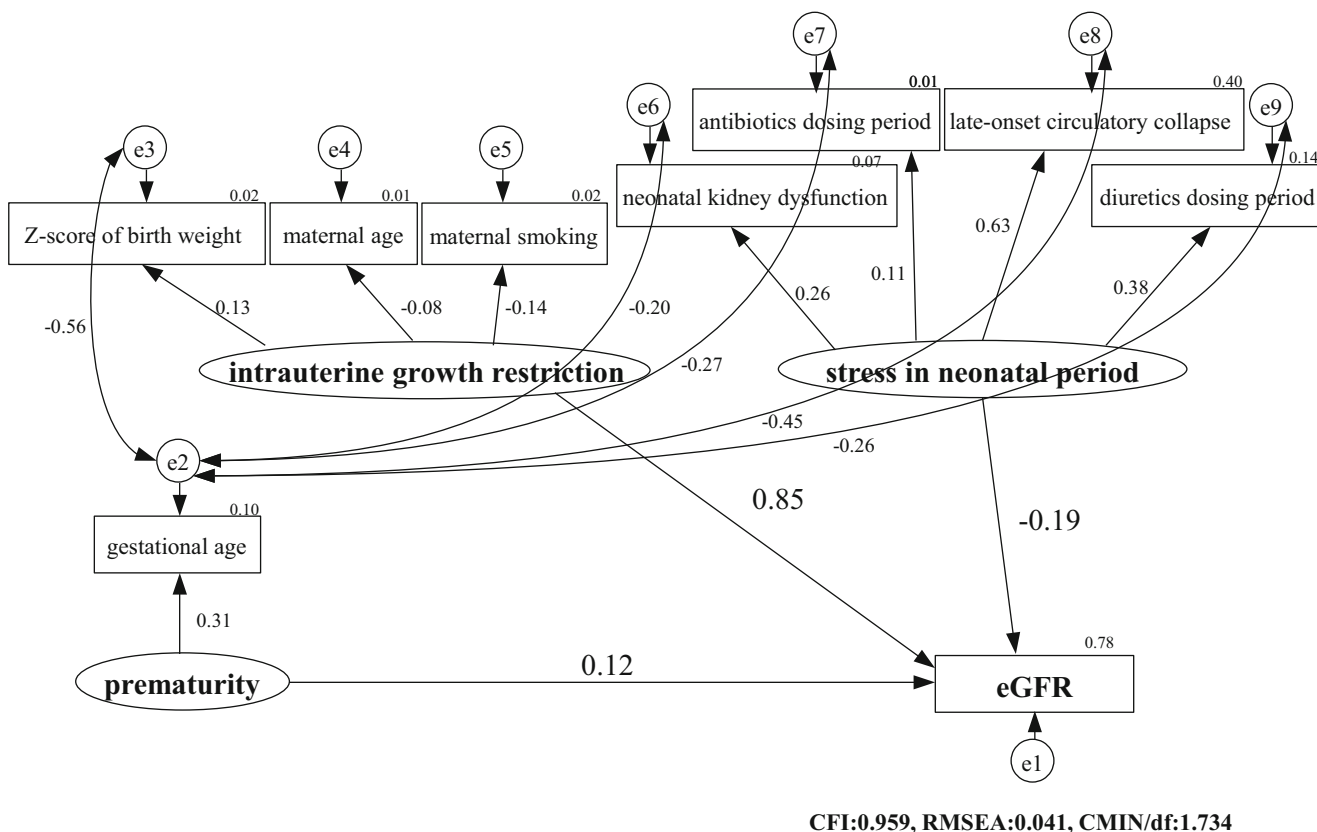 e7
e8
0.01
0.40
e6
e9
antibiotics dosing period
late-onset circulatory collapse
e3
e4
e5
0.07
0.14
0.02
0.01
0.02
neonatal kidney dysfunction
diuretics dosing period
Z-score of birth weight
maternal age
maternal smoking
0.63
0.11
0.26
0.38
0.13
-0.08
-0.14
-0.20
-0.56
-0.27
intrauterine growth restriction
stress in neonatal period
-0.45
-0.26
e2
0.10
0.85
-0.19
gestational age
0.31
0.78
0.12
prematurity
eGFR
e1
CFI:0.959, RMSEA:0.041, CMIN/df:1.734